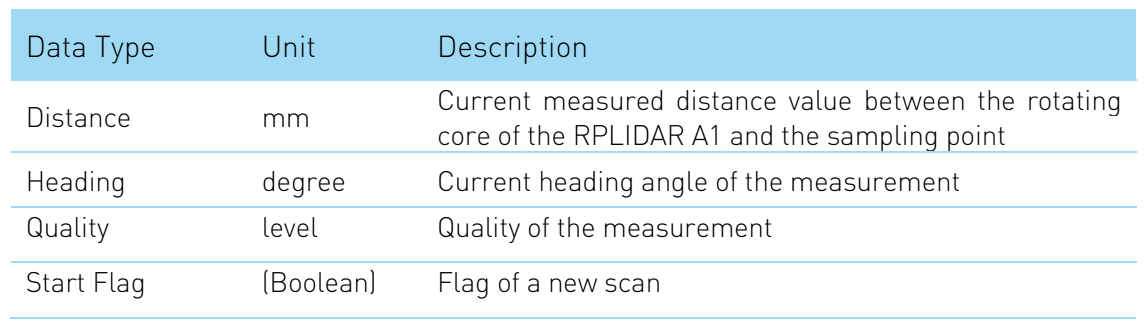 Data Type Unit Description
Distance mm Current measured distance value between the rotating
core of the RPLIDAR A1 and the sampling point
Heading degree Current heading angle of the measurement
Quality level Quality of the measurement
Start Flag (Boolean) Flag of a new scan